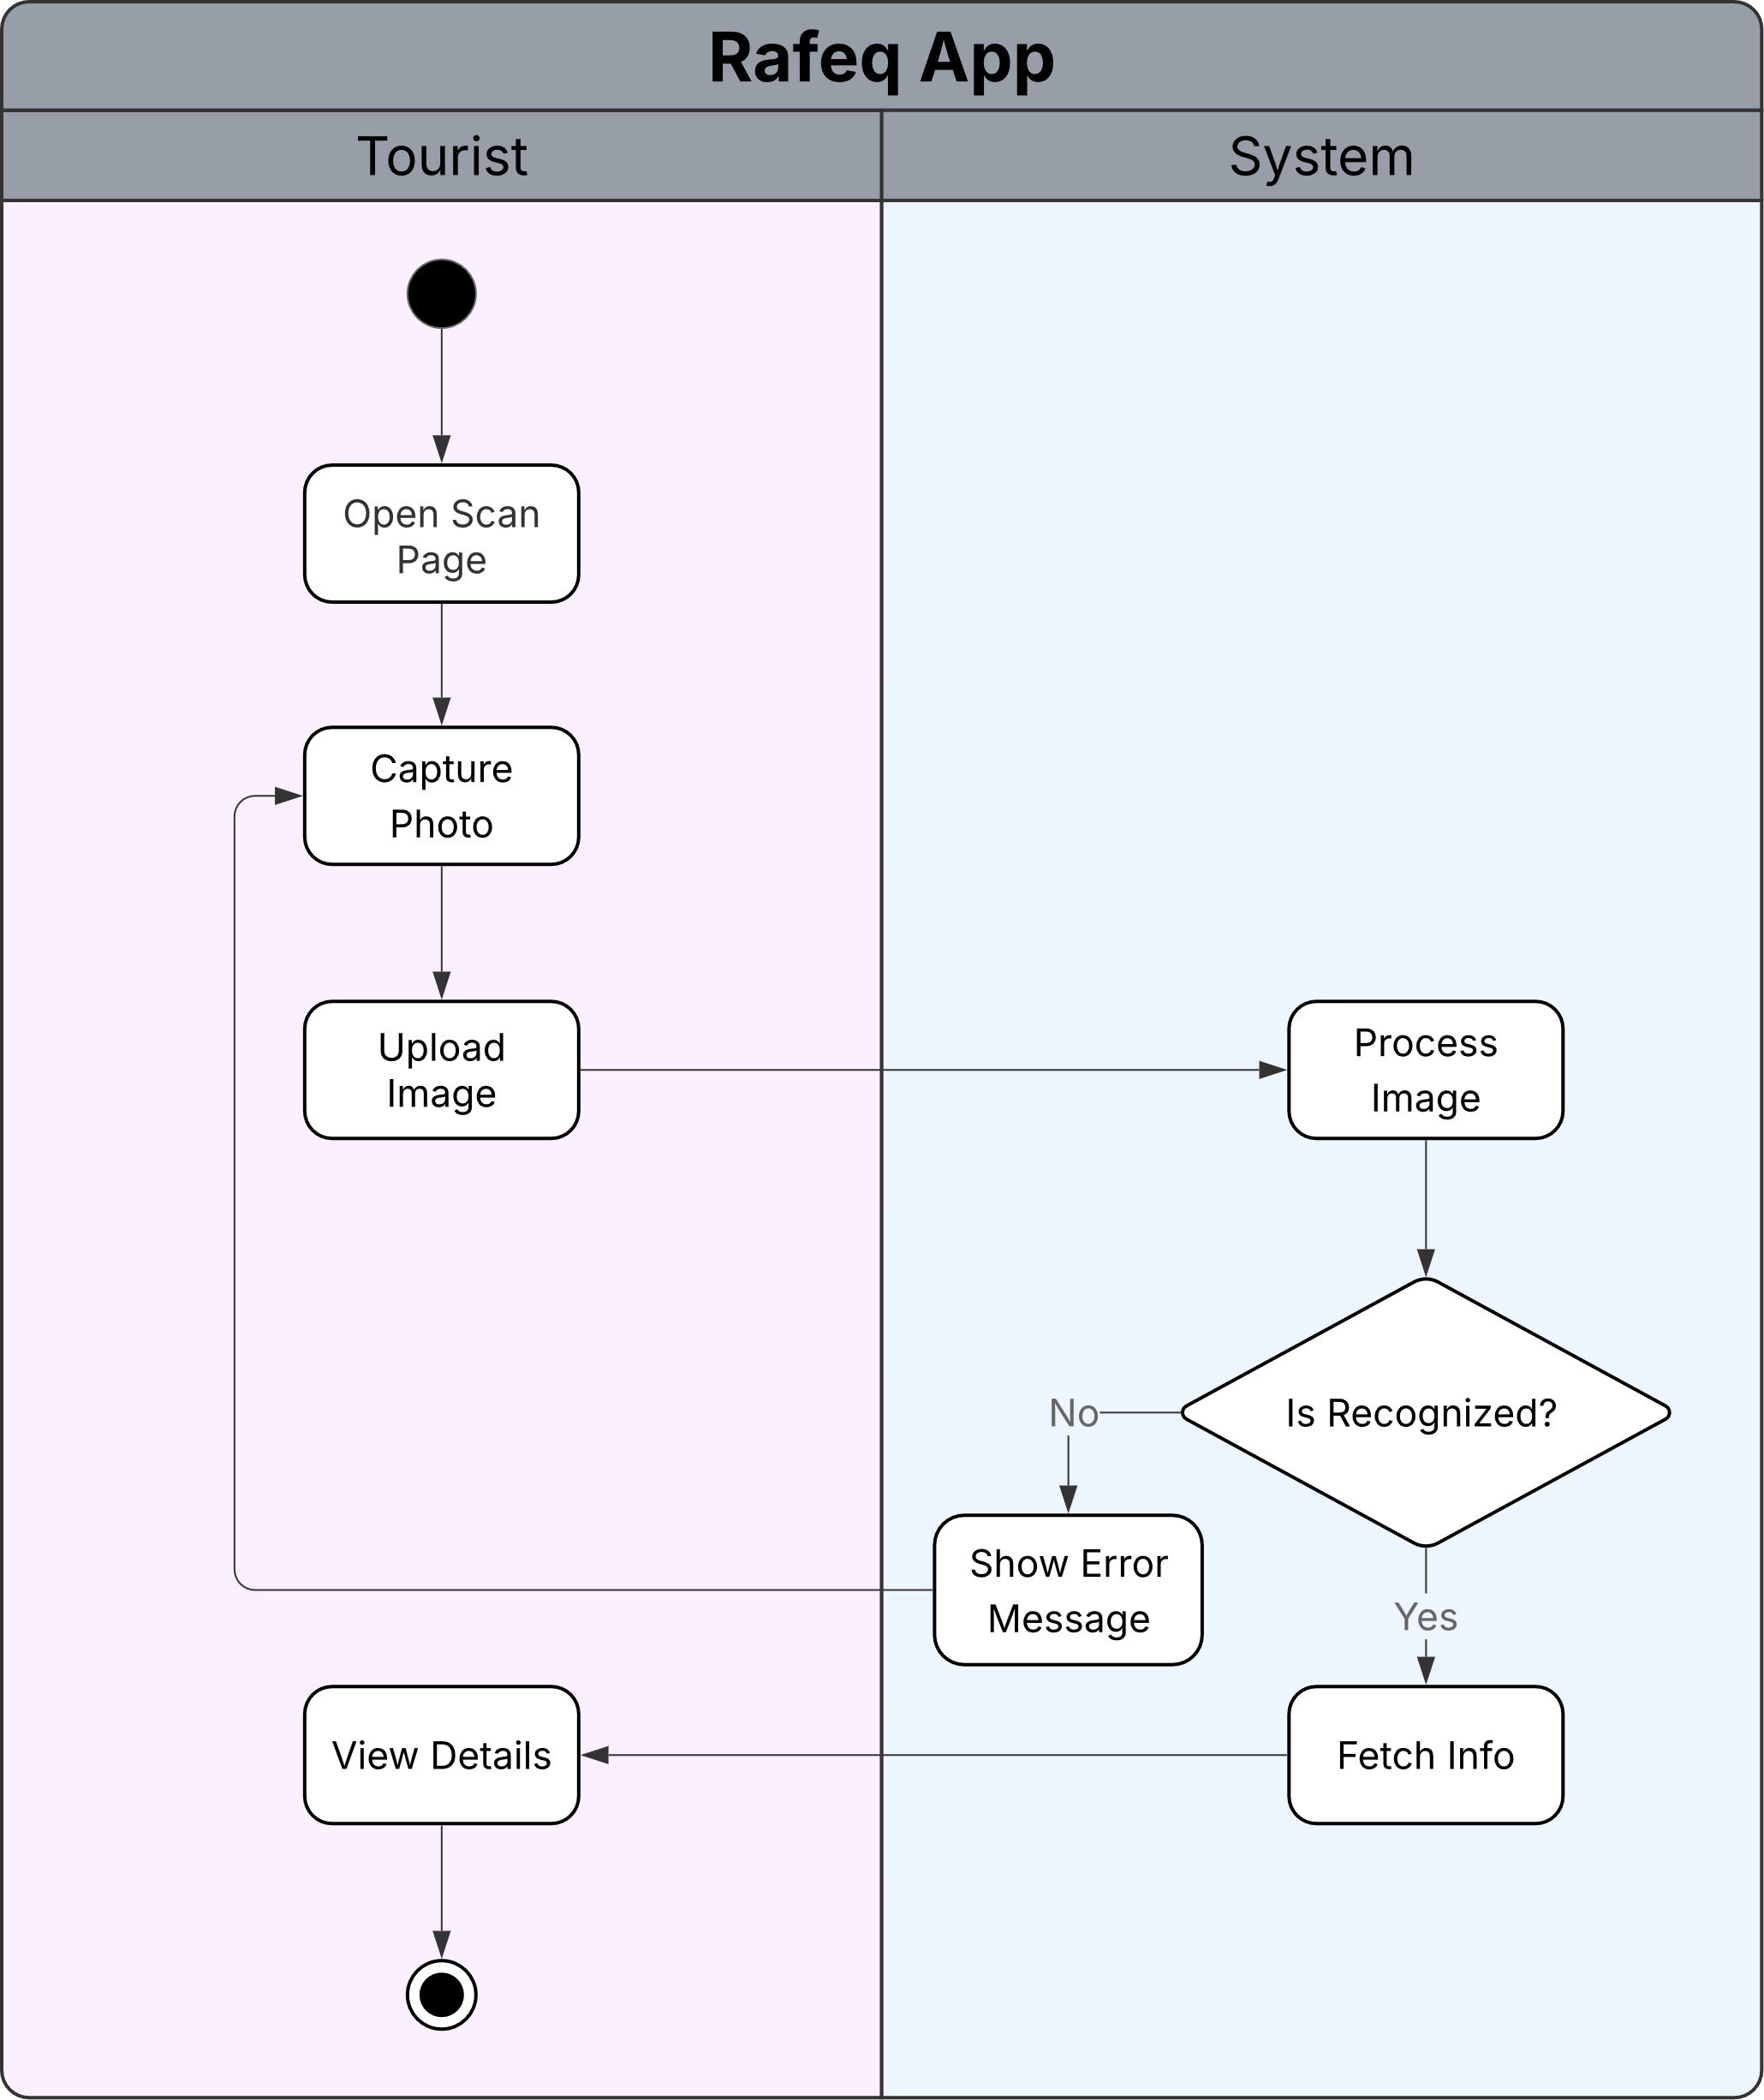 Rafeq App
Tourist
System
Open Scan
Page
Capture
Photo
Upload
Image
Process
Image
Is Recognized?
No
Show Error
Message
Yes
View Details
Fetch Info